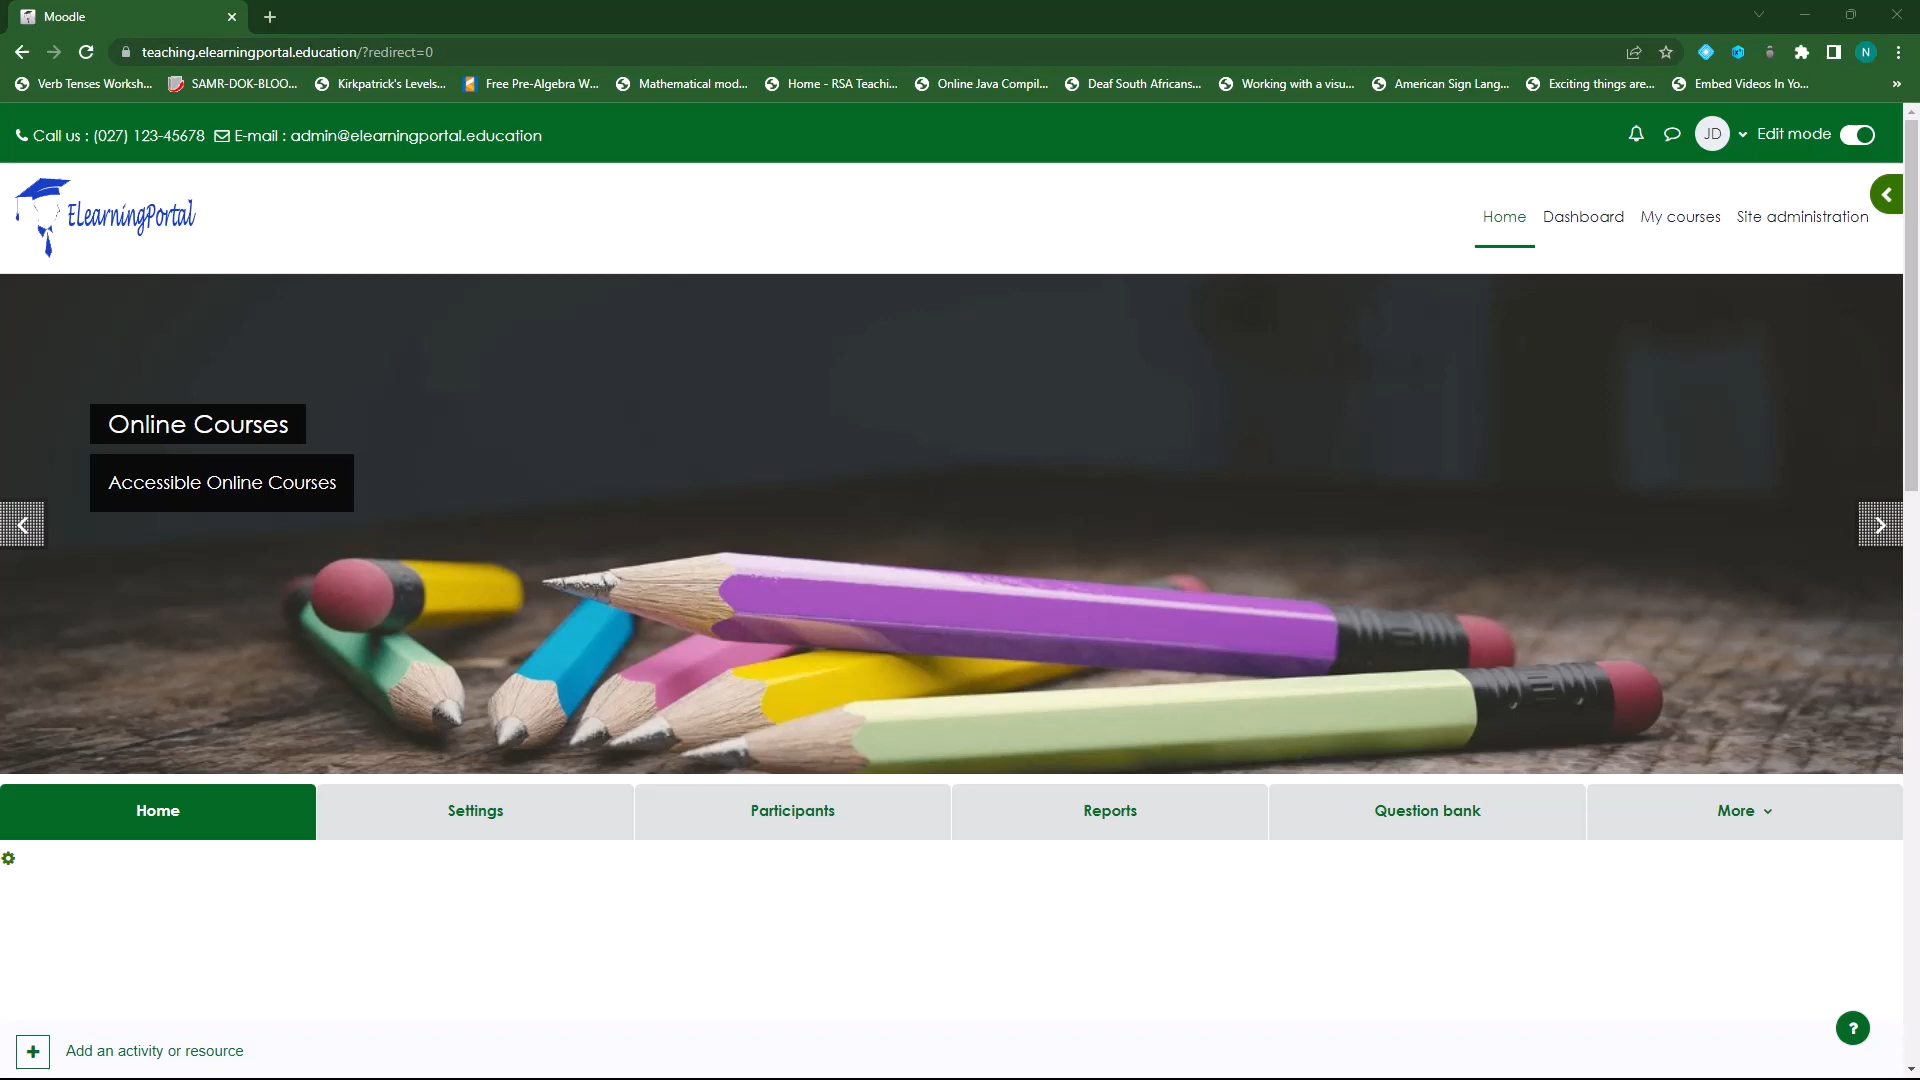 Moodle
teaching.elearningportal.education/?redirect=0
N
Verb Tenses Worksh... SAMR-DOK-BLOO... Kirkpatrick's Levels... Free Pre-Algebra W... Mathematical mod... Home - RSA Teachi... Online Java Compil... Deaf South Africans... Working with a visu... American Sign Lang... Exciting things are... Embed Videos In Yo... »
Call us : (027) 123-45678 E-mail : admin@elearningportal.education
JD Edit mode
ElearningPortal
Home Dashboard My courses Site administration
Online Courses
Accessible Online Courses
Home Settings Participants Reports Question bank More
?
+ Add an activity or resource